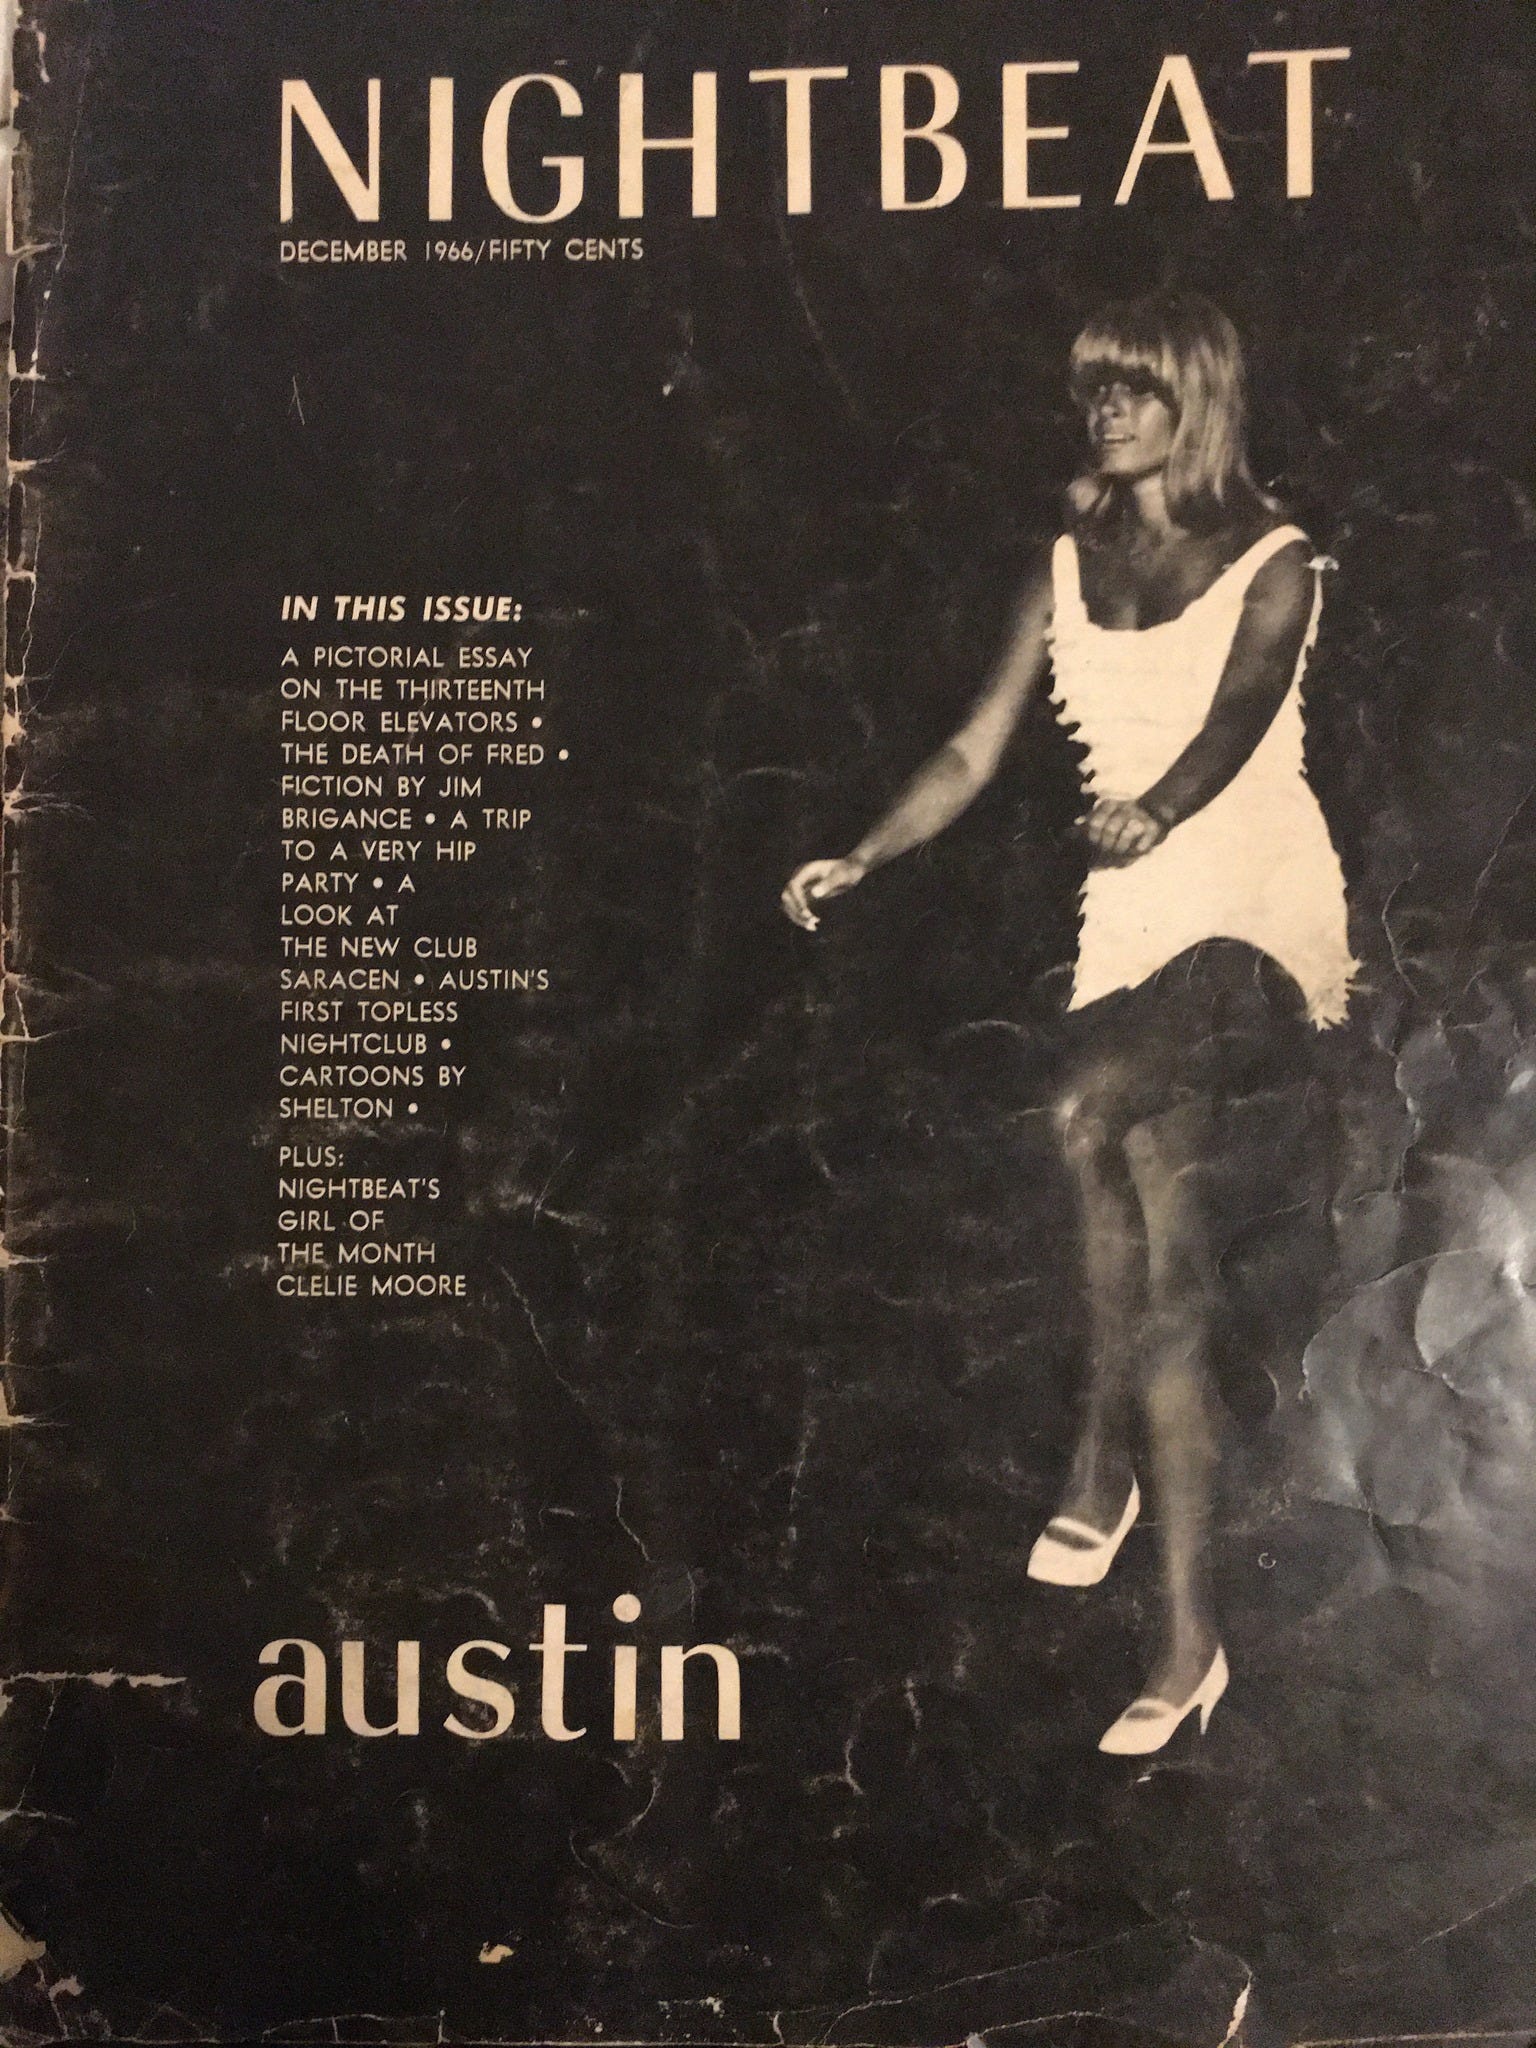 NIGHTBEAT
DECEMBER 1966/FIFTY CENTS
IN THIS ISSUE:
A PICTORIAL ESSAY
ON THE THIRTEENTH
FLOOR ELEVATORS •
THE DEATH OF FRED •
FICTION BY JIM
BRIGANCE • A TRIP
TO A VERY HIP
PARTY • A
LOOK AT
THE NEW CLUB
SARACEN • AUSTIN'S
FIRST TOPLESS
NIGHTCLUB •
CARTOONS BY
SHELTON •
PLUS:
NIGHTBEAT'S
GIRL OF
THE MONTH
CLELIE MOORE
austin